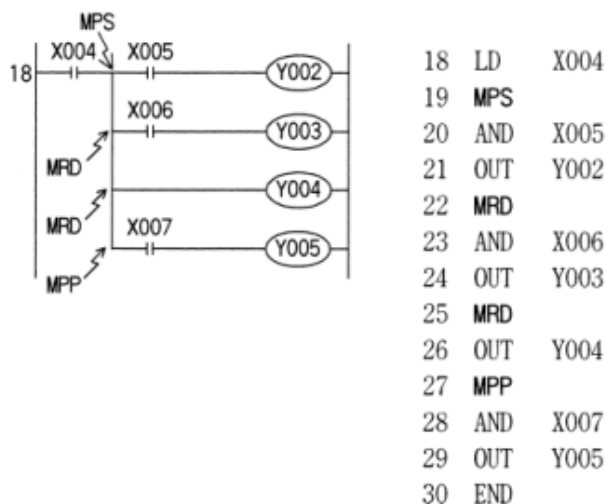 MPS
X004 X005
18 Y002
X006
Y003
MRD
Y004
MRD
X007
Y005
MPP
18 LD X004
19 MPS
20 AND X005
21 OUT Y002
22 MRD
23 AND X006
24 OUT Y003
25 MRD
26 OUT Y004
27 MPP
28 AND X007
29 OUT Y005
30 END